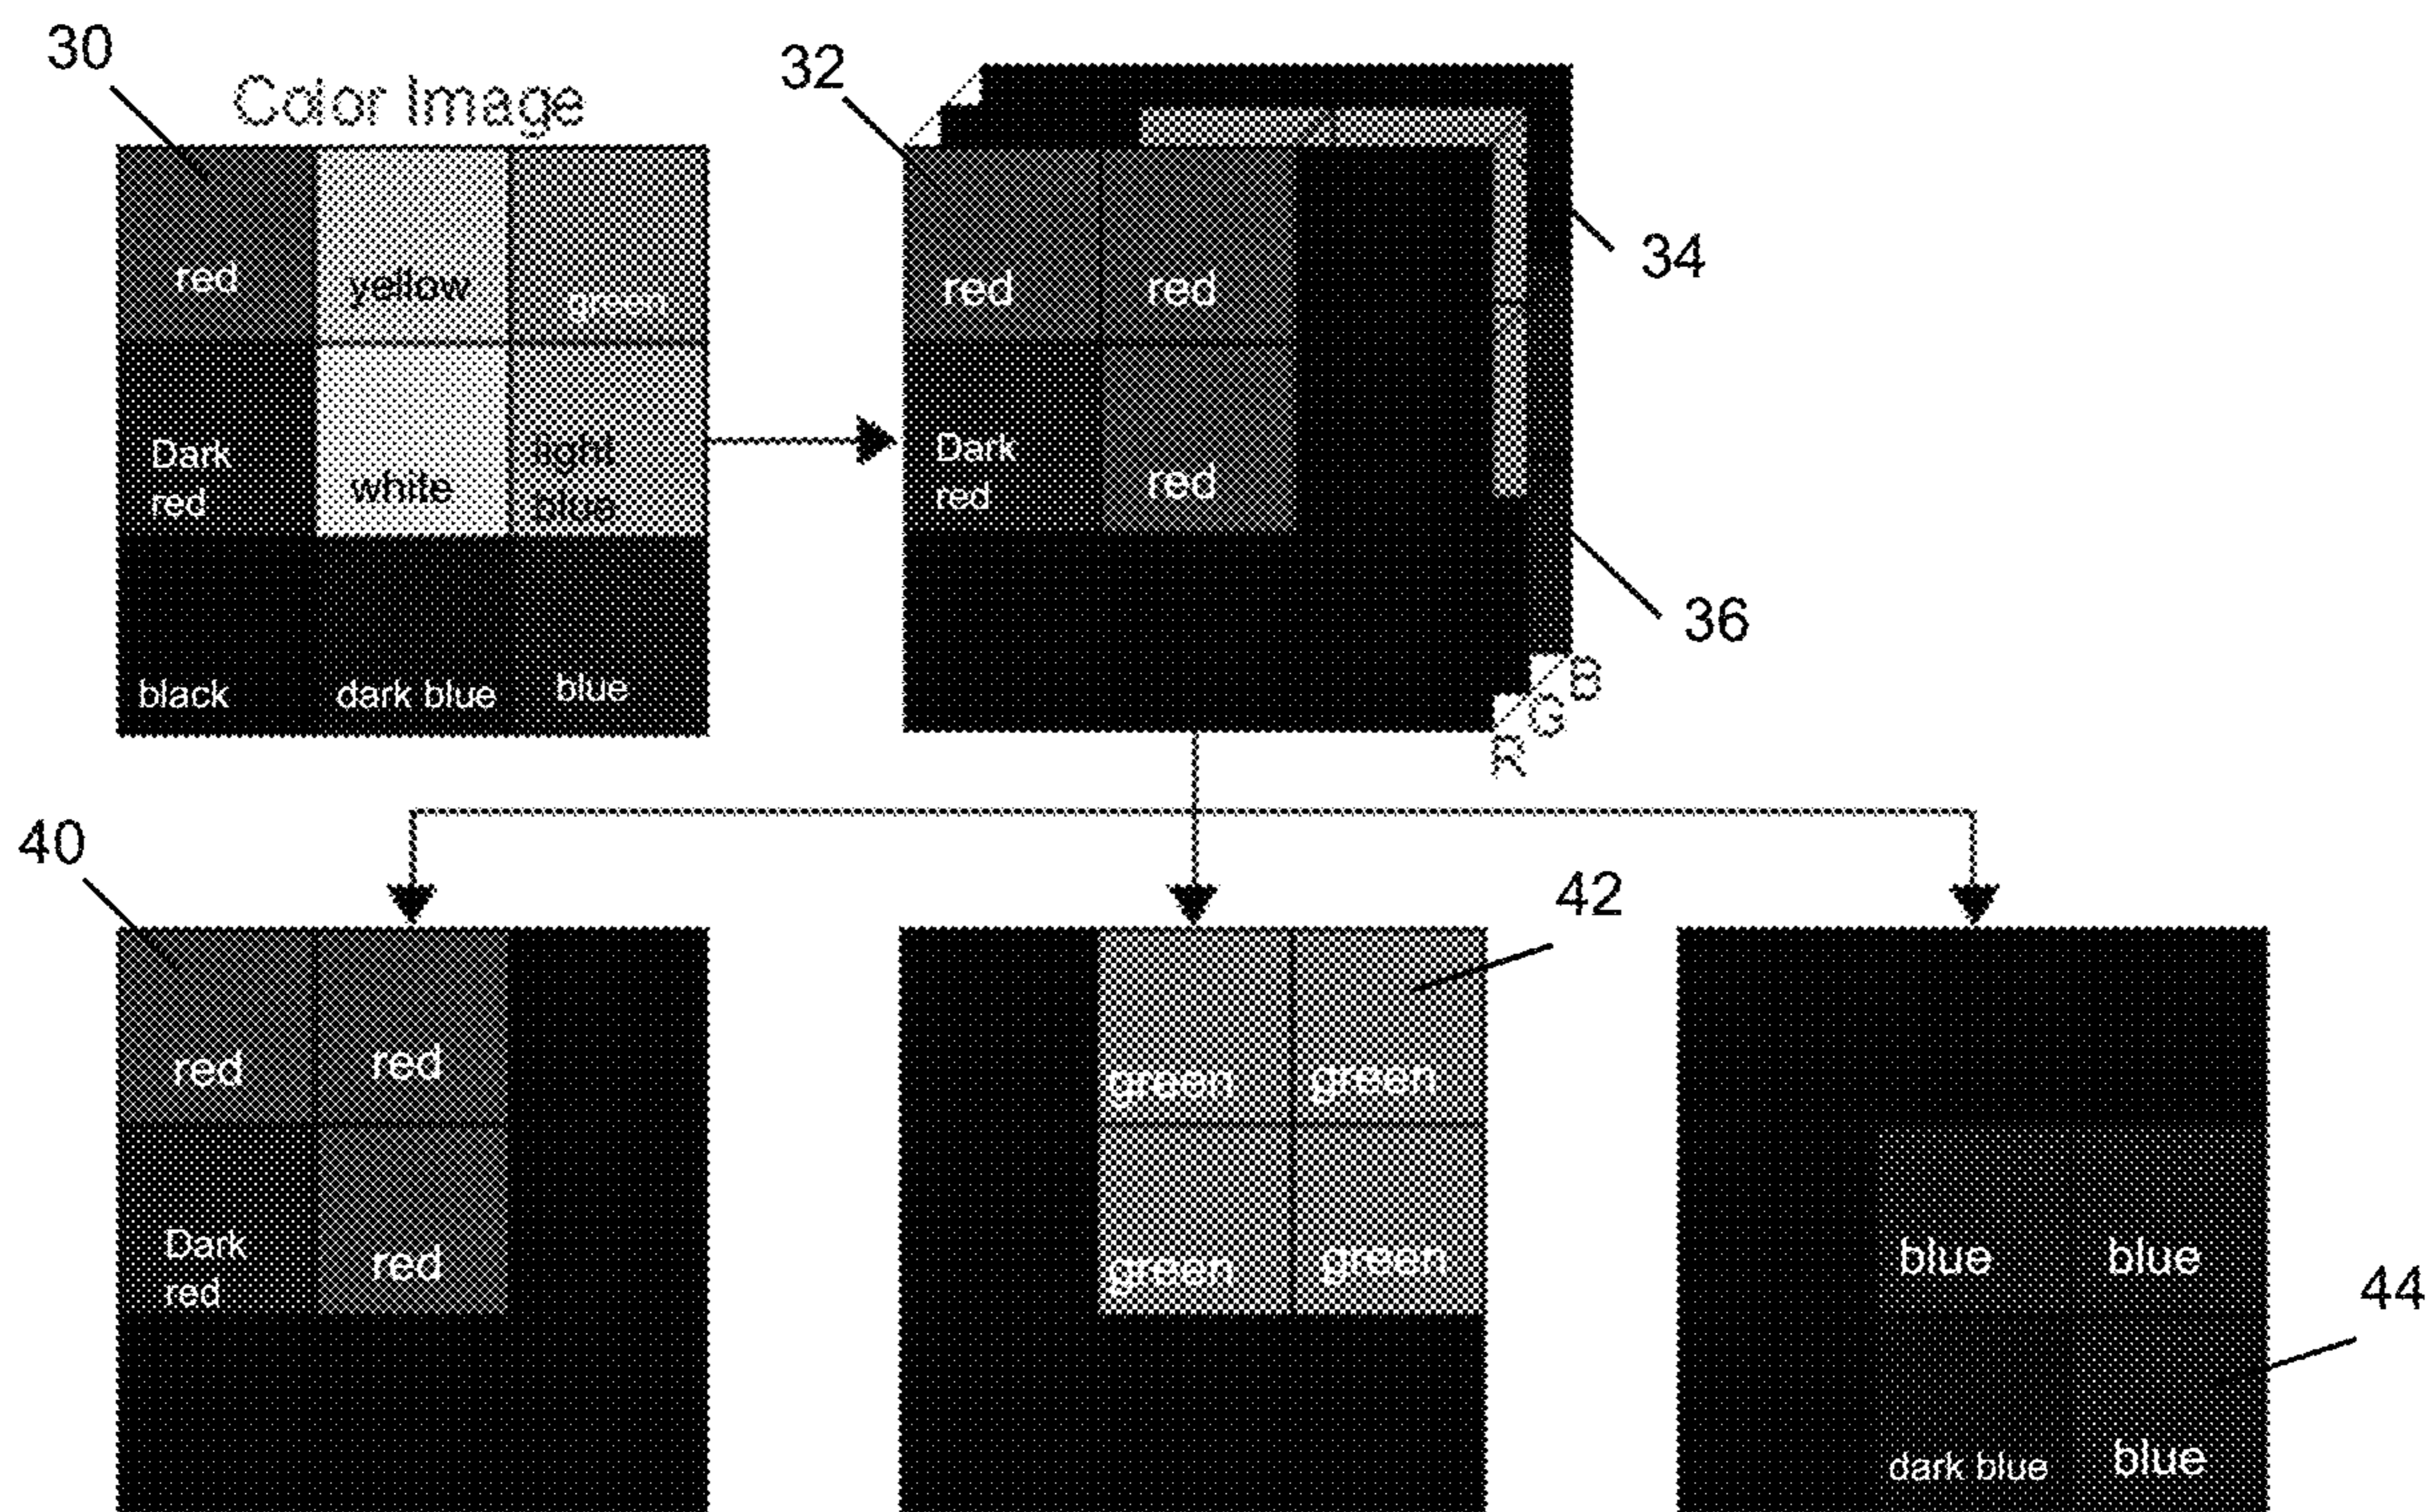 30
Color Image
32
34
36
red
yellow
green
Dark
red
white
light
blue
black
dark blue
blue
red
red
Dark
red
red
B
G
R
40
42
44
red
red
Dark
red
red
green
green
green
green
blue
blue
dark blue
blue